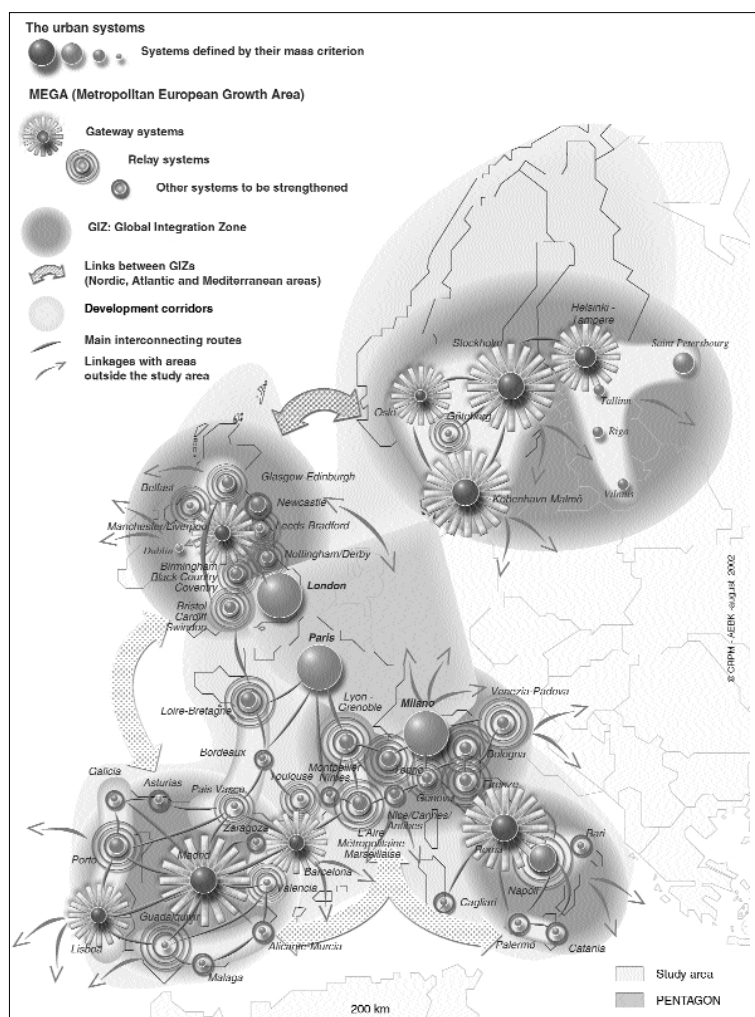 The urban systems
Systems defined by their mass criterion
MEGA (Metropolitan European Growth Area)
Gateway systems
Relay systems
Other systems to be strengthened
GIZ: Global Integration Zone
Links between GIZs
(Nordic, Atlantic and Mediterranean areas)
Development corridors
Main interconnecting routes
Linkages with areas
outside the study area
Helsinki -
Tampere
Stockholm
Saint Petersbourg
Oslo
Göteborg
Tallinn
Riga
Vilnius
Kobenhavn Malmö
Glasgow-Edinburgh
Belfast
Newcastle
Manchester/Liverpool
Leeds-Bradford
Dublin
Nottingham/Derby
Birmingham
Black Country
Coventry
London
Bristol
Cardiff
Swindon
Paris
Lyon -
Grenoble
Milano
Venezia-Padova
Loire-Bretagne
Bordeaux
Montpellier
Nimes
Torino
Bologna
Galicia
Asturias
Pais Vasco
Toulouse
Genova
Firenze
Zaragoza
Nice/Cannes/
Antibes
L'Aire
Métropolitaine
Marseillaise
Porto
Madrid
Barcelona
Roma
Bari
Valencia
Napoli
Cagliari
Lisboa
Guadalquivir
Alicante-Murcia
Malaga
Palermo
Catania
© CRPM - AEBK -august 2002
Study area
PENTAGON
200 km